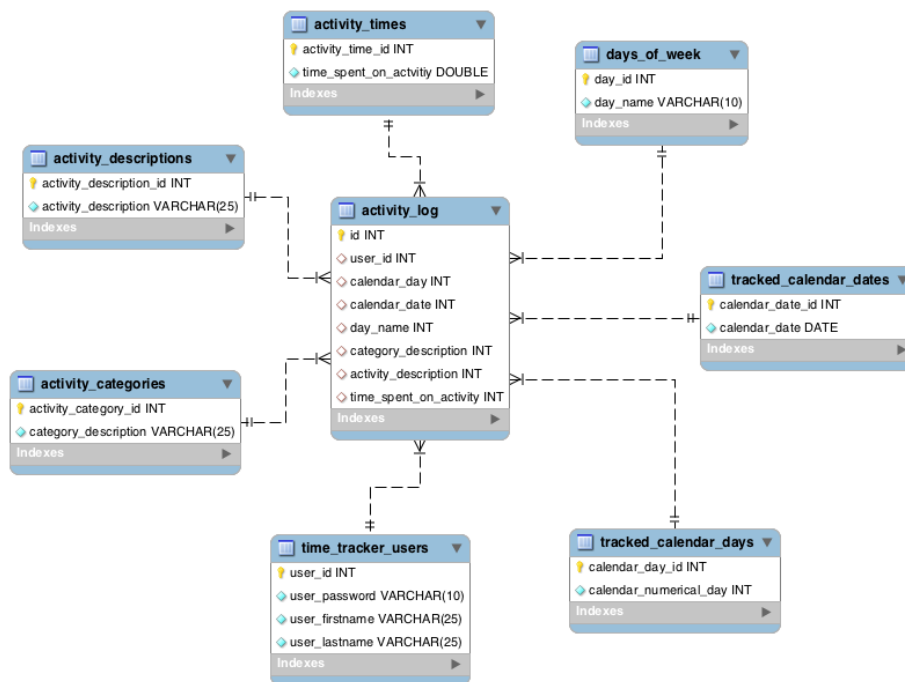 activity_times
activity_time_id INT
time_spent_on_actvitiy DOUBLE
Indexes
days_of_week
day_id INT
day_name VARCHAR(10)
Indexes
activity_descriptions
activity_description_id INT
activity_description VARCHAR(25)
Indexes
activity_log
id INT
user_id INT
calendar_day INT
calendar_date INT
day_name INT
category_description INT
activity_description INT
time_spent_on_activity INT
Indexes
tracked_calendar_dates
calendar_date_id INT
calendar_date DATE
Indexes
activity_categories
activity_category_id INT
category_description VARCHAR(25)
Indexes
time_tracker_users
user_id INT
user_password VARCHAR(10)
user_firstname VARCHAR(25)
user_lastname VARCHAR(25)
Indexes
tracked_calendar_days
calendar_day_id INT
calendar_numerical_day INT
Indexes